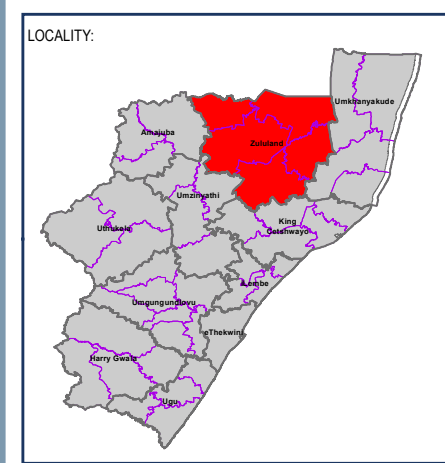 LOCALITY:
Umkhanyakude
Amajuba
Zululand
Umzinyathi
King
Cetshwayo
Uthukela
iLembe
Umgungundlovu
eThekwini
Harry Gwala
Ugu